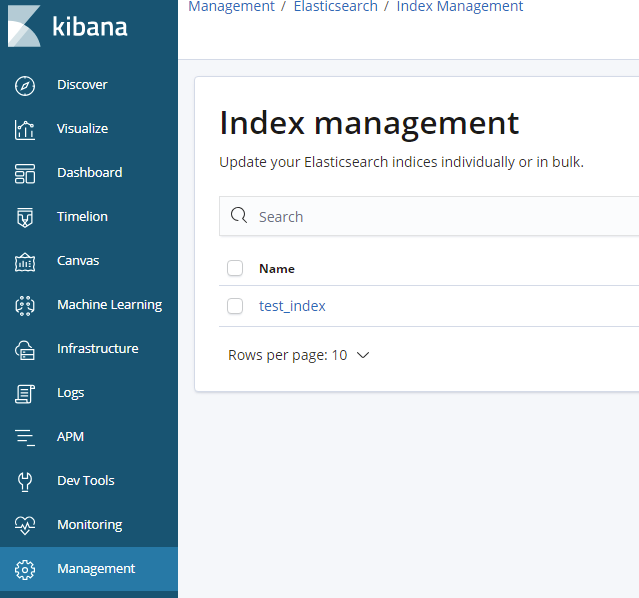 kibana
Discover
Visualize
Dashboard
Timelion
Canvas
Machine Learning
Infrastructure
Logs
APM
Dev Tools
Monitoring
Management
Management / Elasticsearch / Index Management
Index management
Update your Elasticsearch indices individually or in bulk.
Search
Name
test_index
Rows per page: 10